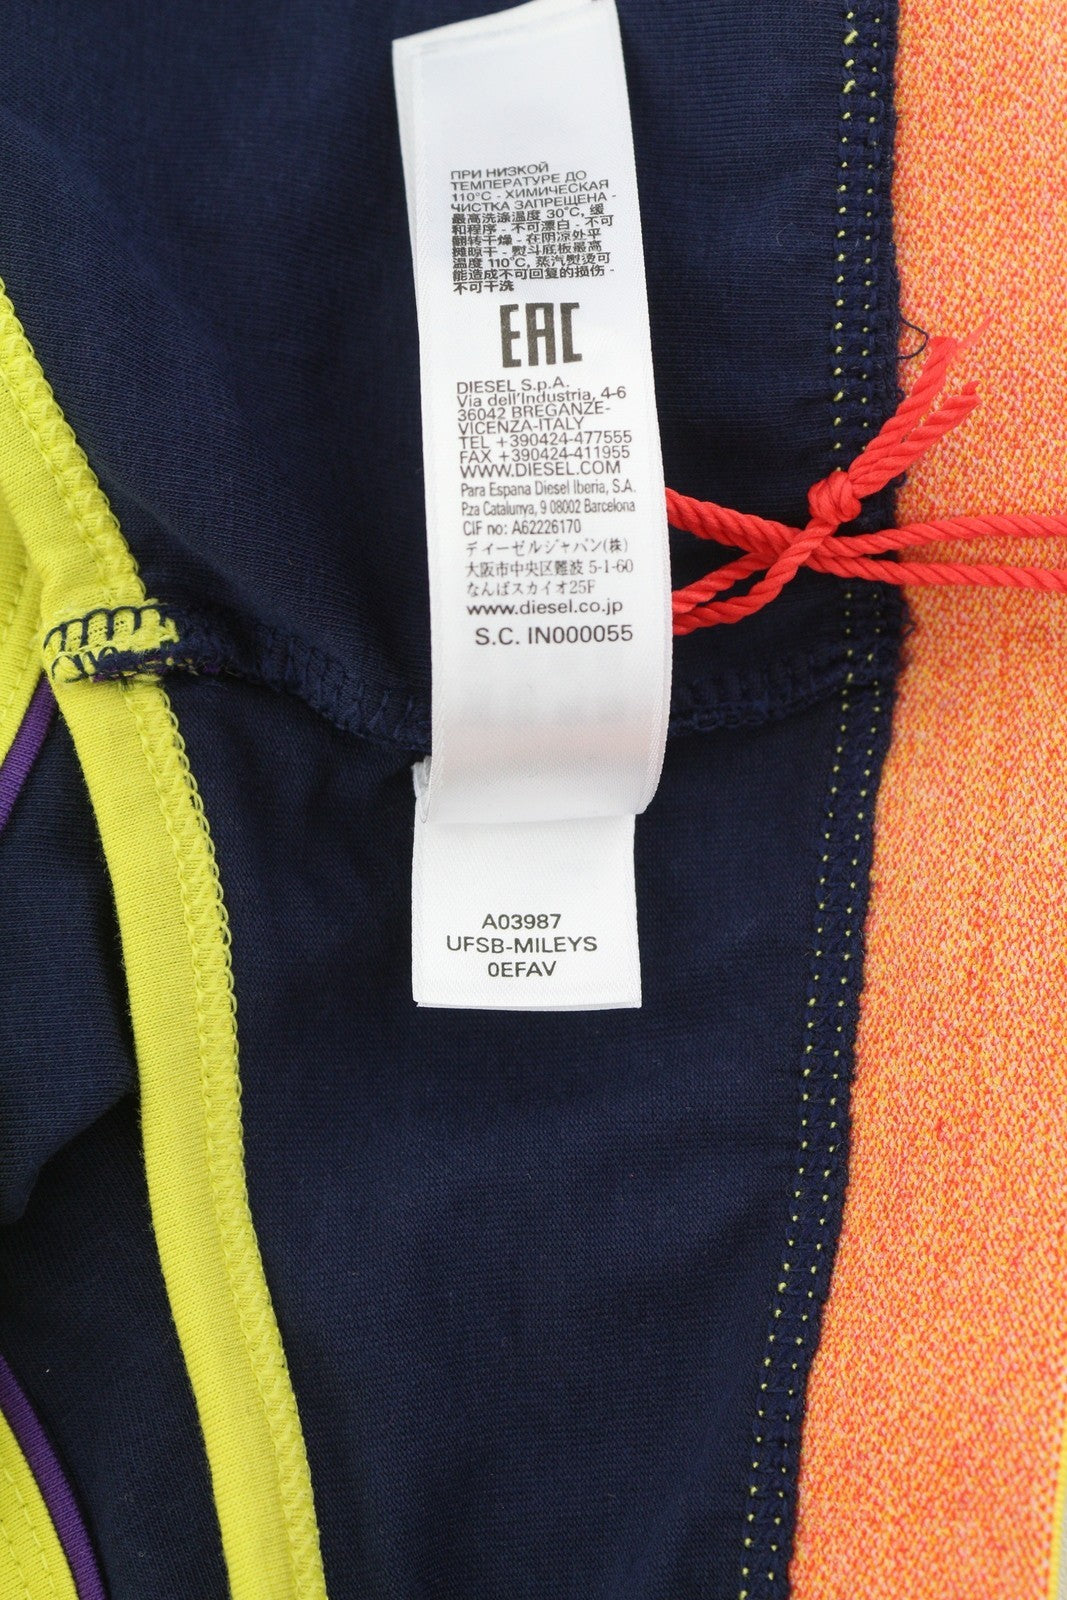 ПРИ НИЗКОЙ
ТЕМПЕРАТУРЕ ДО
110°C - ХИМИЧЕСКАЯ
ЧИСТКА ЗАПРЕЩЕНА -
最高洗涤温度 30°C, 缓
和程序 - 不可漂白 - 不可
翻转干燥 - 在阴凉处平
摊晾干 - 熨斗底板最高
温度 110°C, 蒸汽熨烫可
能造成不可回复的损伤 -
不可干洗
EAC
DIESEL S.p.A.
Via dell'Industria, 4-6
36042 BREGANZE-
VICENZA-ITALY
TEL +390424-477555
FAX +390424-411955
WWW.DIESEL.COM
Para Espana Diesel Iberia, S.A.
Pza Catalunya, 9 08002 Barcelona
CIF no: A62226170
ディーゼルジャパン(株)
大阪市中央区難波 5-1-60
なんばスカイオ25F
www.diesel.co.jp
S.C. IN000055
A03987
UFSB-MILEYS
0EFAV